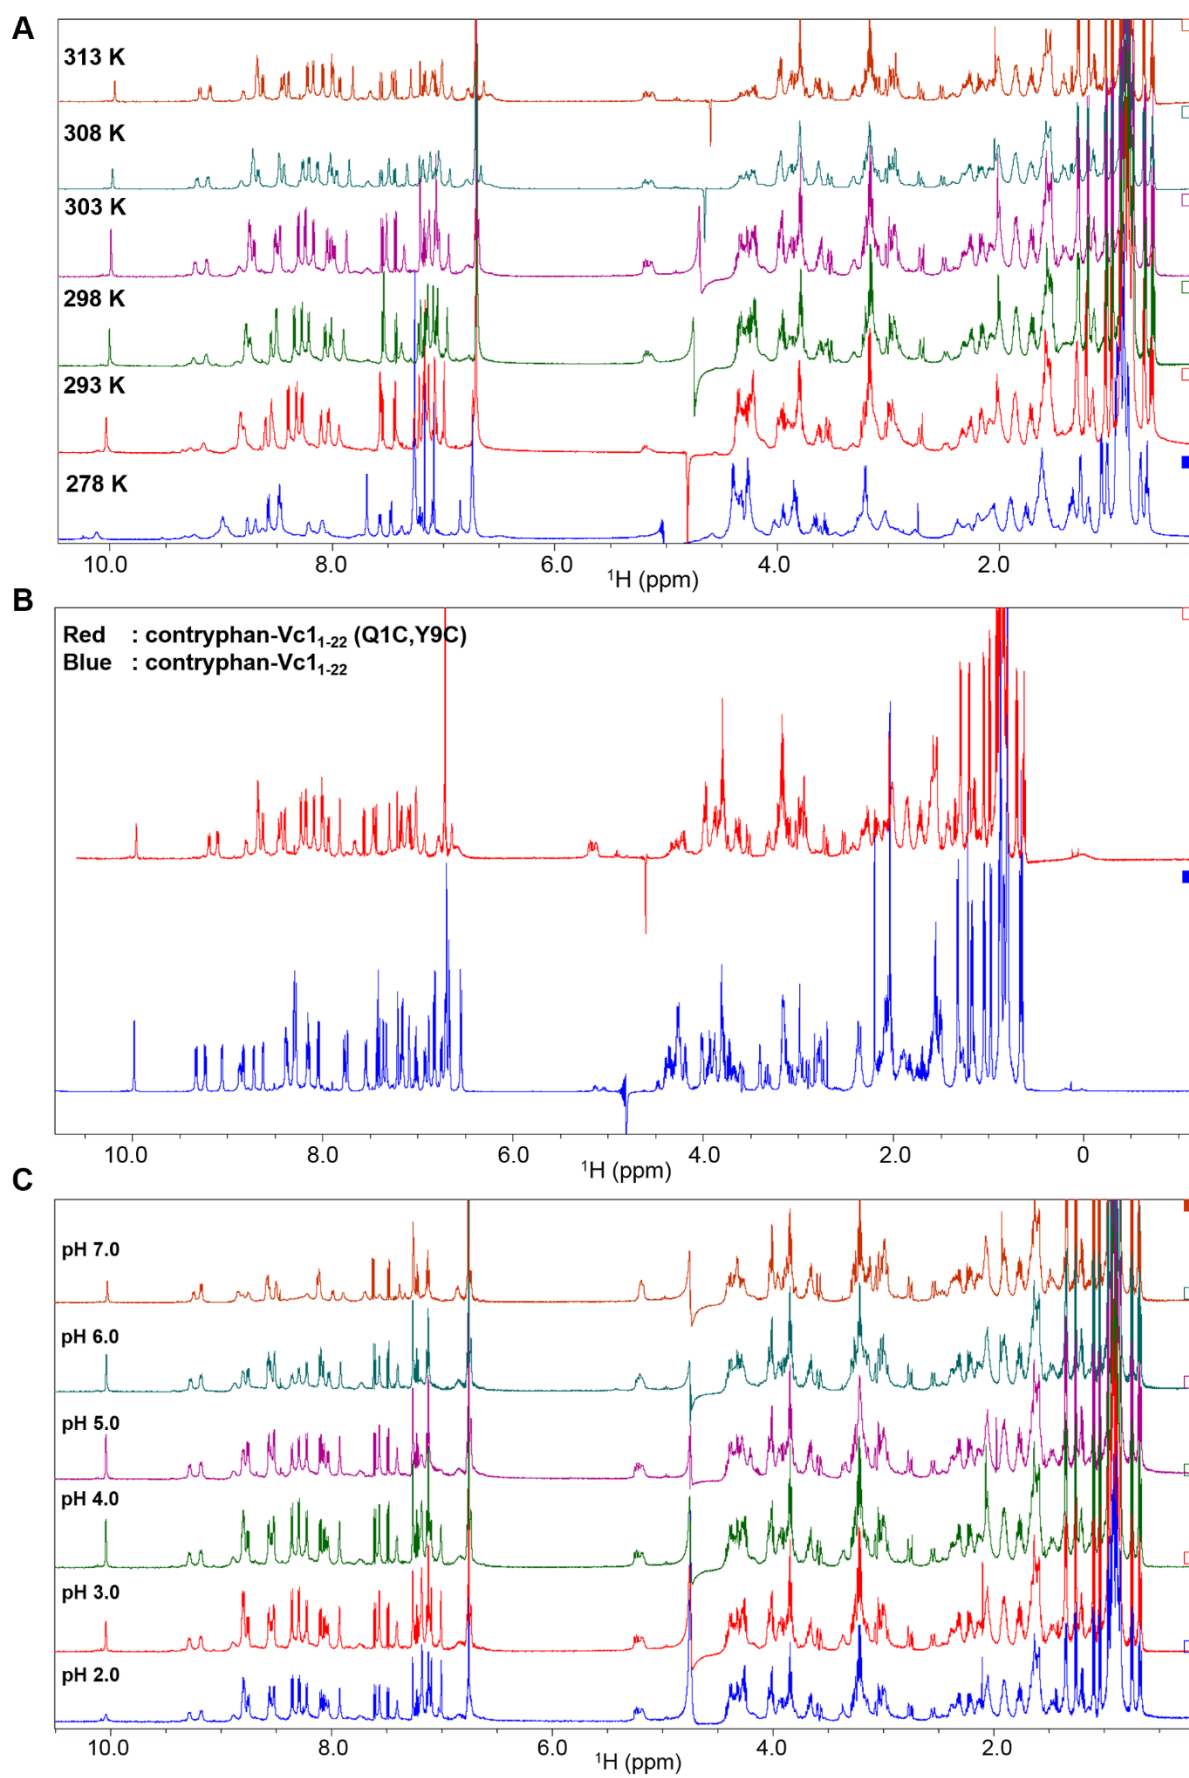 A
313 K
308 K
303 K
298 K
293 K
278 K
10.0 8.0 6.0 4.0 2.0
¹H (ppm)
B
Red : contryphan-Vc1₁₋₂₂ (Q1C,Y9C)
Blue : contryphan-Vc1₁₋₂₂
10.0 8.0 6.0 4.0 2.0 0
¹H (ppm)
C
pH 7.0
pH 6.0
pH 5.0
pH 4.0
pH 3.0
pH 2.0
10.0 8.0 6.0 4.0 2.0
¹H (ppm)